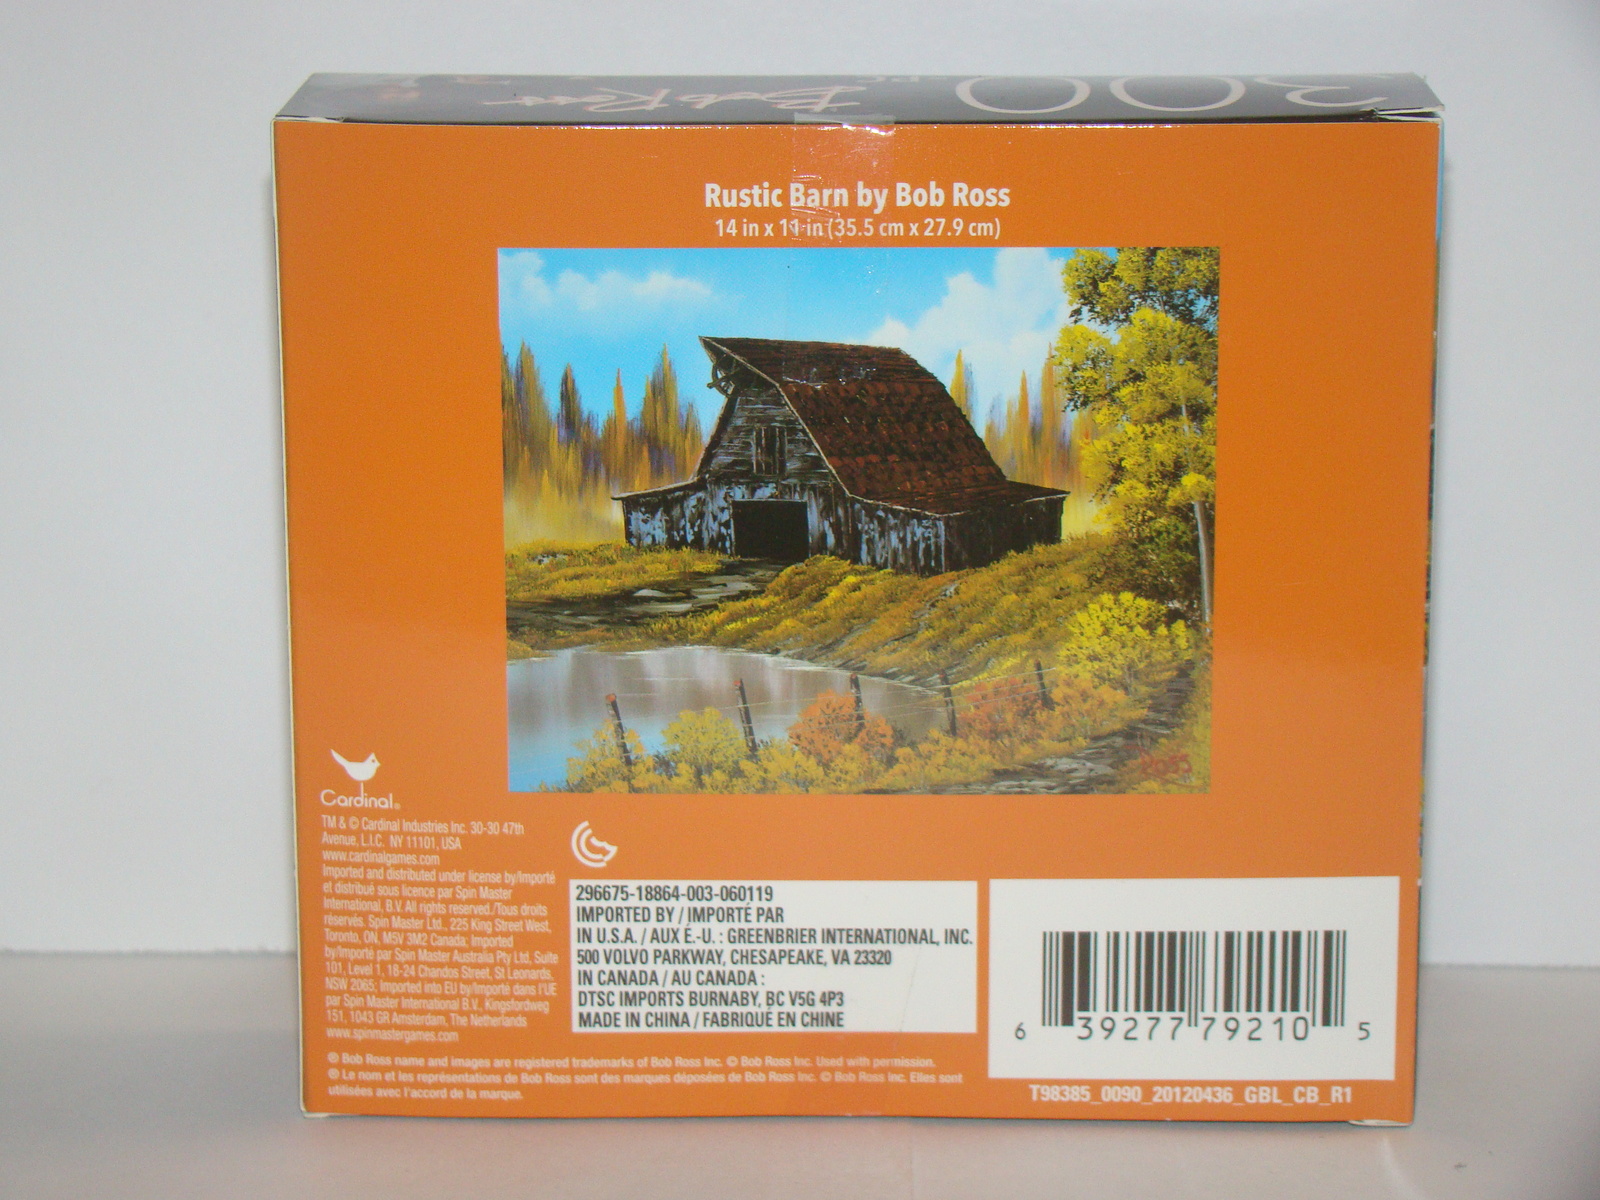 300 PC
Bob Ross
Rustic Barn by Bob Ross
14 in x 11 in (35.5 cm x 27.9 cm)
ROSS
Cardinal®
TM & © Cardinal Industries Inc. 30-30 47th
Avenue, L.I.C. NY 11101, USA
www.cardinalgames.com
Imported and distributed under license by/Importé
et distribué sous licence par Spin Master
International, B.V. All rights reserved./Tous droits
réservés. Spin Master Ltd., 225 King Street West,
Toronto, ON, M5V 3M2 Canada; Imported
by/Importé par Spin Master Australia Pty Ltd, Suite
101, Level 1, 18-24 Chandos Street, St Leonards,
NSW 2065; Imported into EU by/Importé dans l'UE
par Spin Master International B.V., Kingsfordweg
151, 1043 GR Amsterdam, The Netherlands
www.spinmastergames.com
296675-18864-003-060119
IMPORTED BY / IMPORTÉ PAR
IN U.S.A. / AUX É.-U. : GREENBRIER INTERNATIONAL, INC.
500 VOLVO PARKWAY, CHESAPEAKE, VA 23320
IN CANADA / AU CANADA :
DTSC IMPORTS BURNABY, BC V5G 4P3
MADE IN CHINA / FABRIQUÉ EN CHINE
6 39277 79210 5
® Bob Ross name and images are registered trademarks of Bob Ross Inc. © Bob Ross Inc. Used with permission.
® Le nom et les représentations de Bob Ross sont des marques déposées de Bob Ross Inc. © Bob Ross Inc. Elles sont
utilisées avec l'accord de la marque.
T98385_0090_20120436_GBL_CB_R1